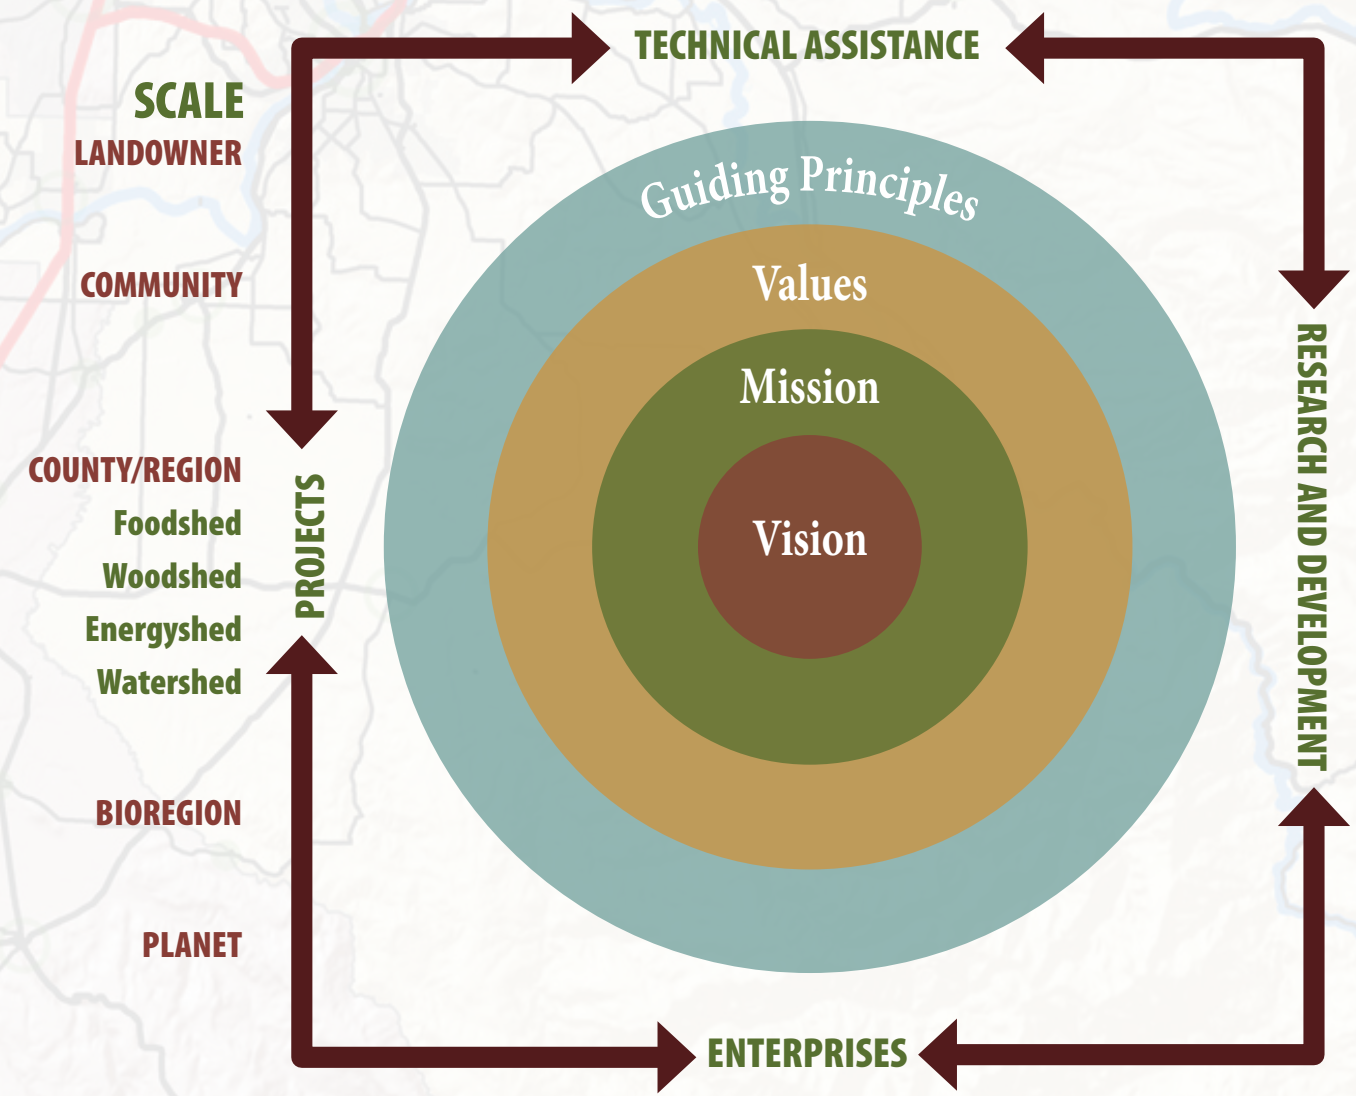 TECHNICAL ASSISTANCE
SCALE
LANDOWNER
COMMUNITY
COUNTY/REGION
Foodshed
Woodshed
Energyshed
Watershed
BIOREGION
PLANET
PROJECTS
Guiding Principles
Values
Mission
Vision
RESEARCH AND DEVELOPMENT
ENTERPRISES